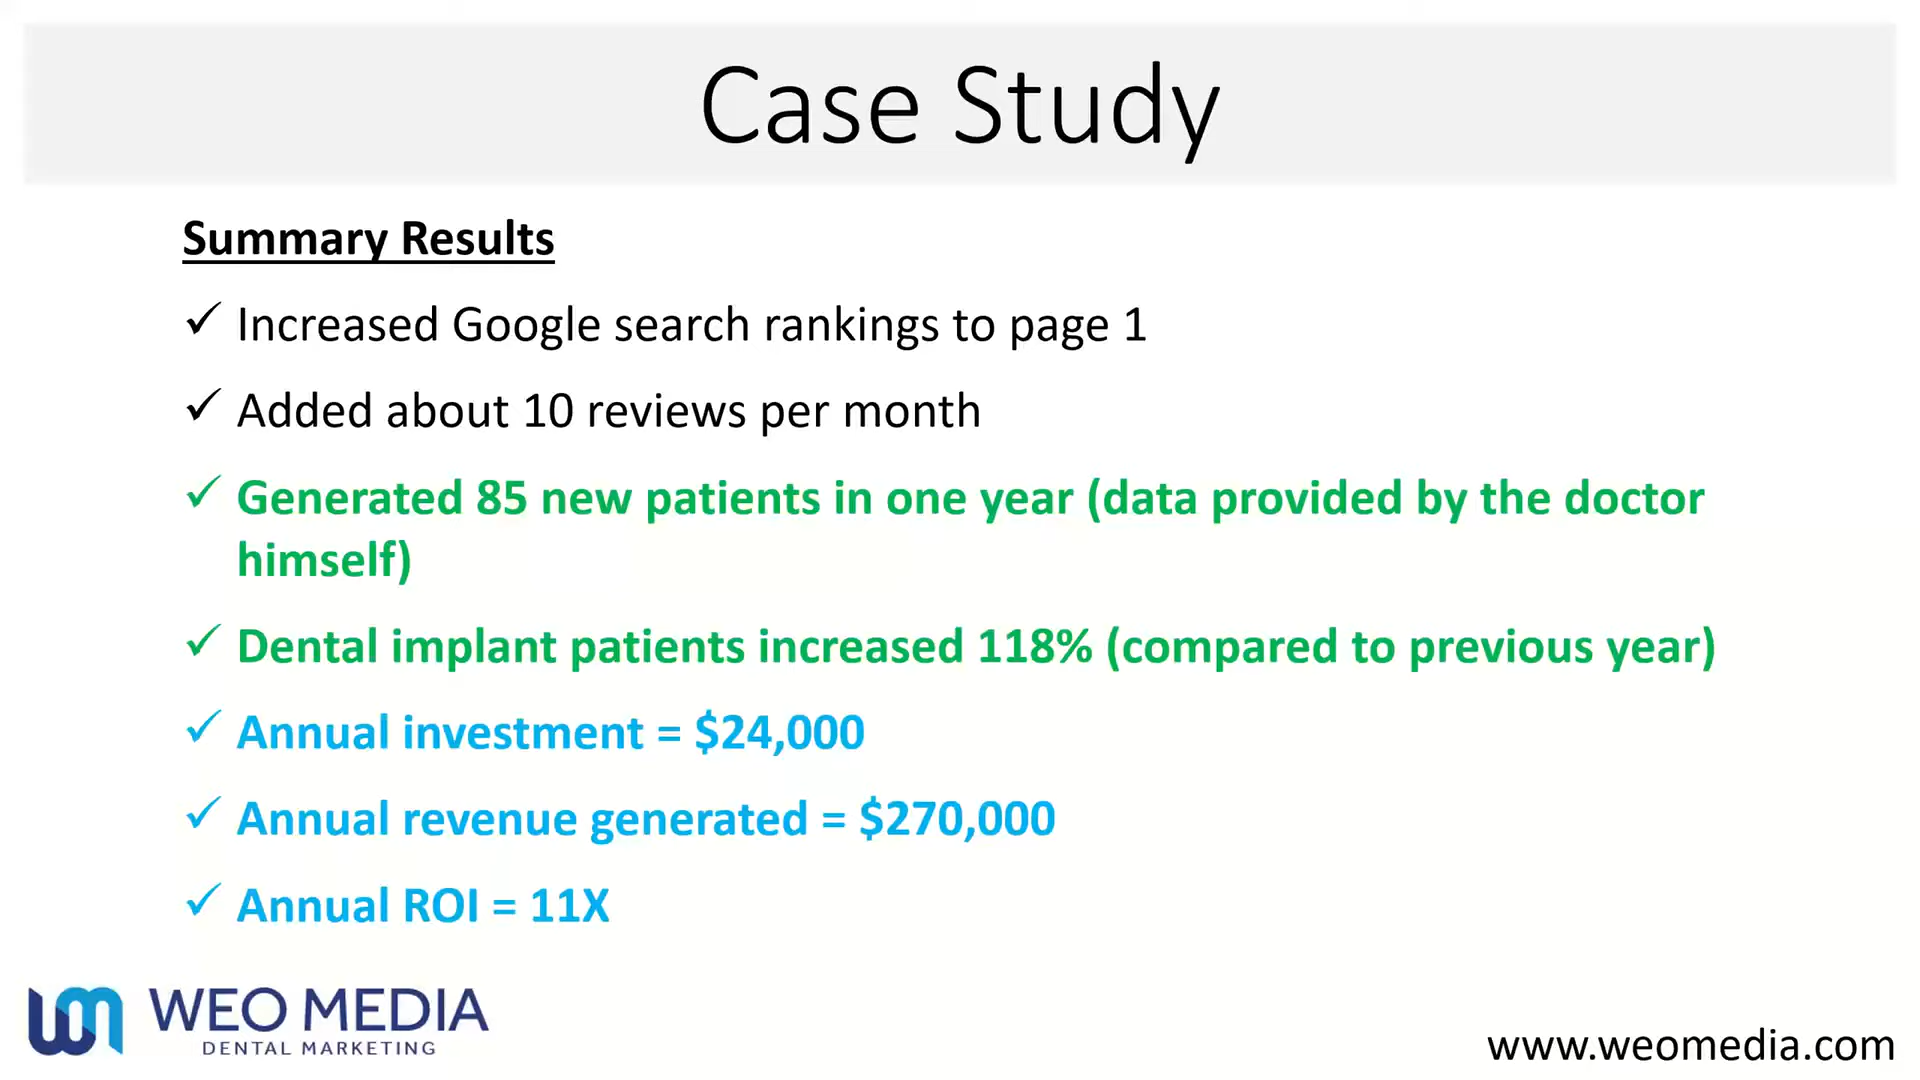 Case Study
Summary Results
✓ Increased Google search rankings to page 1
✓ Added about 10 reviews per month
✓ Generated 85 new patients in one year (data provided by the doctor
himself)
✓ Dental implant patients increased 118% (compared to previous year)
✓ Annual investment = $24,000
✓ Annual revenue generated = $270,000
✓ Annual ROI = 11X
WEO MEDIA
DENTAL MARKETING
www.weomedia.com